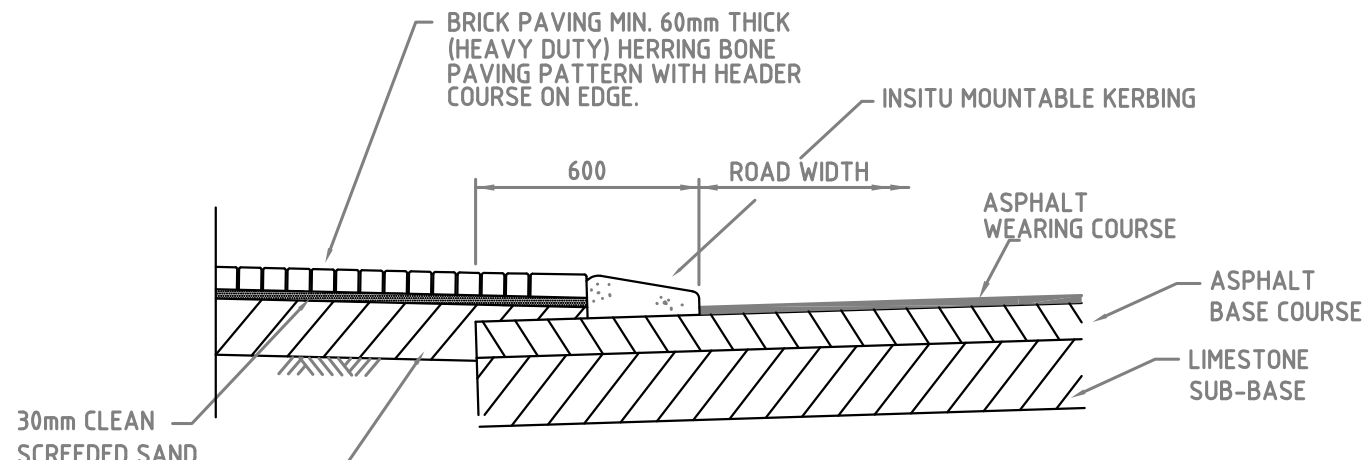 BRICK PAVING MIN. 60mm THICK
(HEAVY DUTY) HERRING BONE
PAVING PATTERN WITH HEADER
COURSE ON EDGE.
INSITU MOUNTABLE KERBING
600
ROAD WIDTH
ASPHALT
WEARING COURSE
ASPHALT
BASE COURSE
LIMESTONE
SUB-BASE
30mm CLEAN
SCREEDED SAND